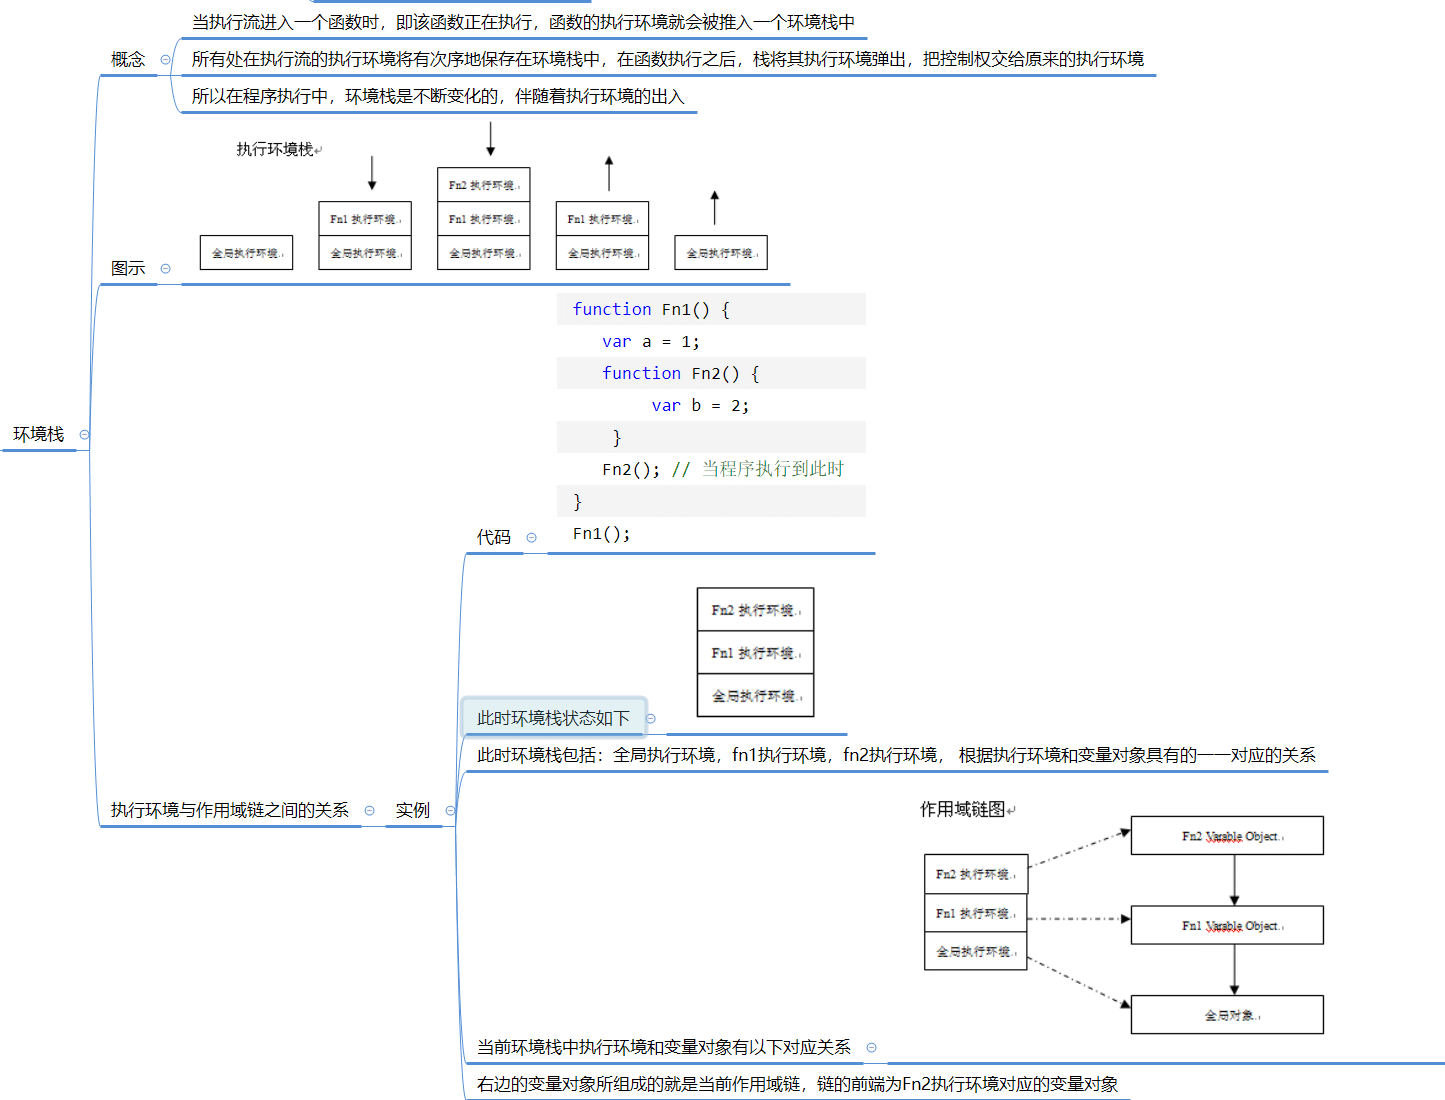 当执行流进入一个函数时，即该函数正在执行，函数的执行环境就会被推入一个环境栈中
概念
所有处在执行流的执行环境将有次序地保存在环境栈中，在函数执行之后，栈将其执行环境弹出，把控制权交给原来的执行环境
所以在程序执行中，环境栈是不断变化的，伴随着执行环境的出入
执行环境栈
Fn2 执行环境
Fn1 执行环境
Fn1 执行环境
Fn1 执行环境
全局执行环境
全局执行环境
全局执行环境
全局执行环境
全局执行环境
图示
function Fn1() {
var a = 1;
function Fn2() {
var b = 2;
}
Fn2(); // 当程序执行到此时
}
Fn1();
环境栈
代码
Fn2 执行环境
Fn1 执行环境
全局执行环境
此时环境栈状态如下
此时环境栈包括：全局执行环境，fn1执行环境，fn2执行环境， 根据执行环境和变量对象具有的一一对应的关系
执行环境与作用域链之间的关系
实例
作用域链图
Fn2 Varable Object
Fn2 执行环境
Fn1 执行环境
Fn1 Varable Object
全局执行环境
全局对象
当前环境栈中执行环境和变量对象有以下对应关系
右边的变量对象所组成的就是当前作用域链，链的前端为Fn2执行环境对应的变量对象